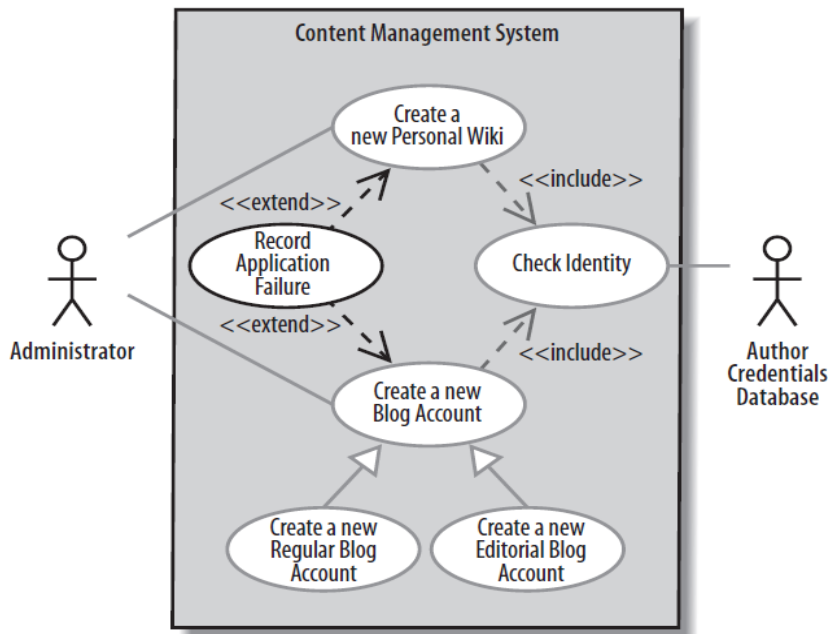 Content Management System
Create a
new Personal Wiki
<<include>>
<<extend>>
Record
Application
Failure
Check Identity
<<extend>>
<<include>>
Administrator
Author
Credentials
Database
Create a new
Blog Account
Create a new
Regular Blog
Account
Create a new
Editorial Blog
Account